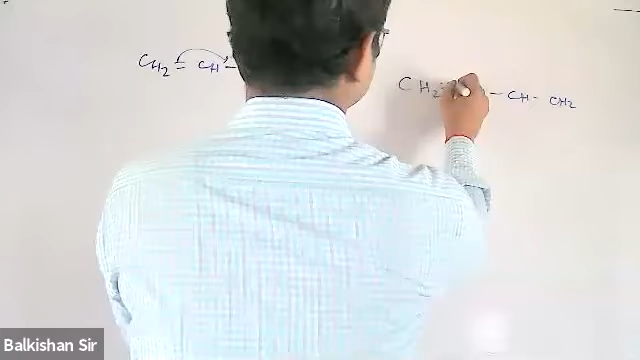 CH₂ = CH –
CH₂ – CH – CH₂
Balkishan Sir